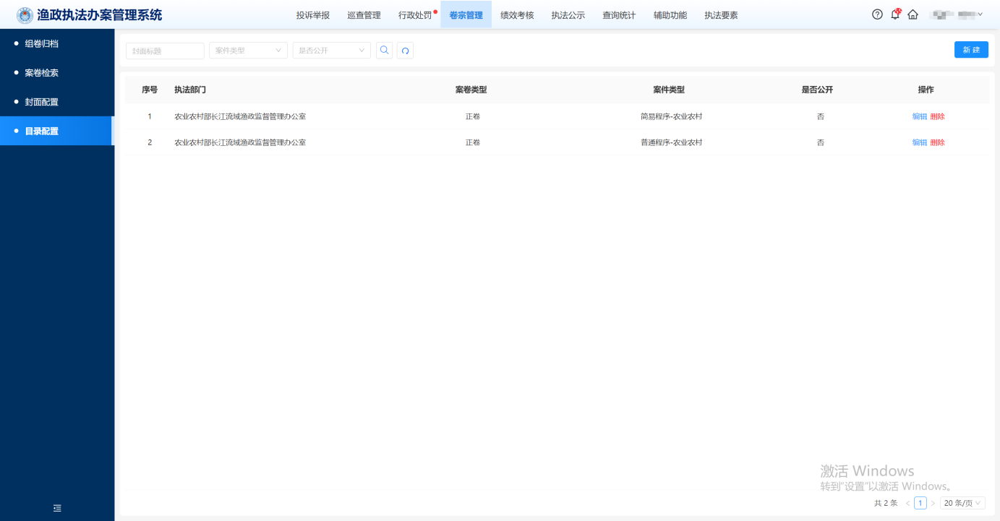 渔政执法办案管理系统
投诉举报 巡查管理 行政处罚 卷宗管理 绩效考核 执法公示 查询统计 辅助功能 执法要素
组卷归档
案卷检索
封面配置
目录配置
封面标题 案件类型 是否公开 新 建
序号 执法部门 案卷类型 案件类型 是否公开 操作
1 农业农村部长江流域渔政监督管理办公室 正卷 简易程序-农业农村 否 编辑 删除
2 农业农村部长江流域渔政监督管理办公室 正卷 普通程序-农业农村 否 编辑 删除
激活 Windows
转到"设置"以激活 Windows。
共 2 条 < 1 > 20 条/页